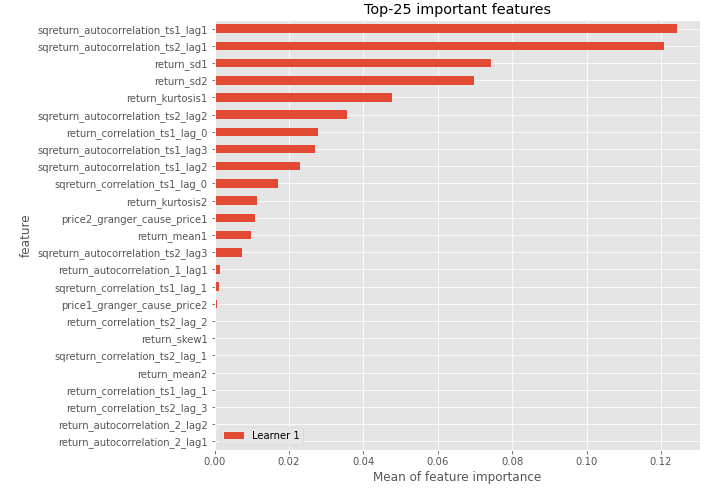 Top-25 important features
sqreturn_autocorrelation_ts1_lag1
sqreturn_autocorrelation_ts2_lag1
return_sd1
return_sd2
return_kurtosis1
sqreturn_autocorrelation_ts2_lag2
return_correlation_ts1_lag_0
sqreturn_autocorrelation_ts1_lag3
sqreturn_autocorrelation_ts1_lag2
sqreturn_correlation_ts1_lag_0
return_kurtosis2
price2_granger_cause_price1
return_mean1
sqreturn_autocorrelation_ts2_lag3
return_autocorrelation_1_lag1
sqreturn_correlation_ts1_lag_1
price1_granger_cause_price2
return_correlation_ts2_lag_2
return_skew1
sqreturn_correlation_ts2_lag_1
return_mean2
return_correlation_ts1_lag_1
return_correlation_ts2_lag_3
return_autocorrelation_2_lag2
return_autocorrelation_2_lag1
feature
Learner 1
0.00 0.02 0.04 0.06 0.08 0.10 0.12
Mean of feature importance